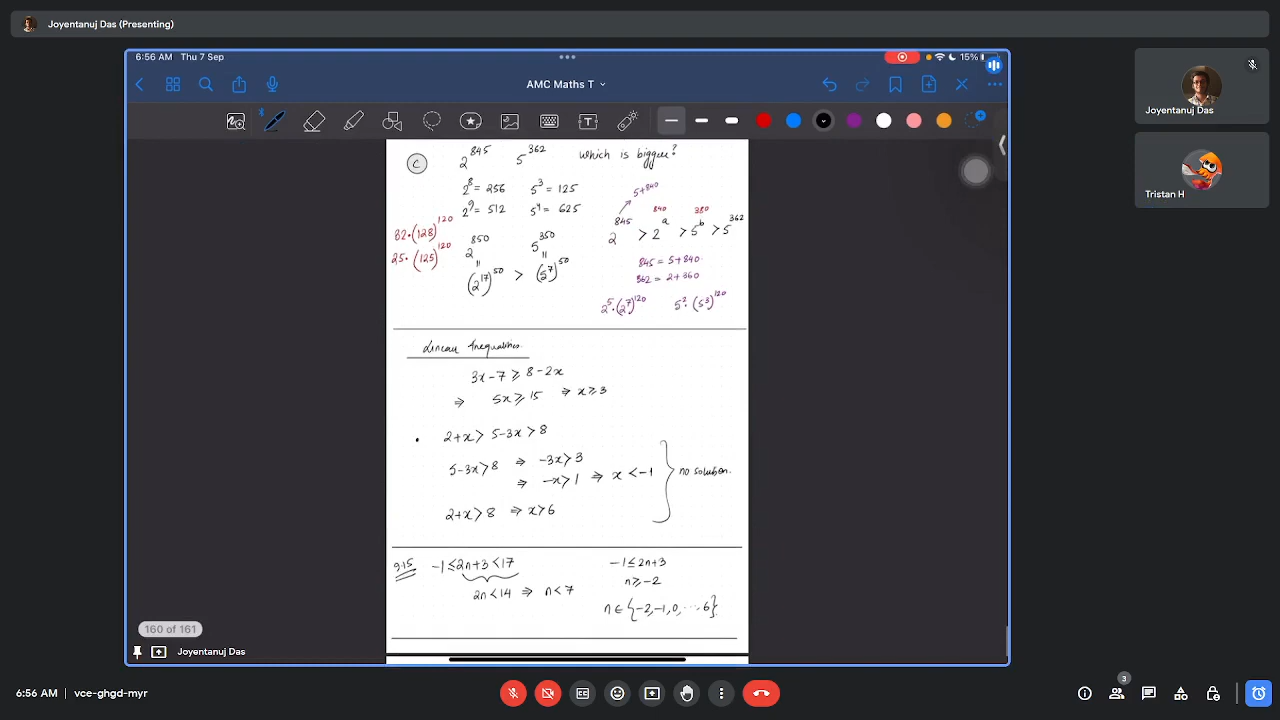 Joyentanuj Das (Presenting)
6:56 AM Thu 7 Sep
15%
AMC Maths T
C 2^845 5^362 which is bigger?
2^8 = 256 5^3 = 125
2^9 = 512 5^4 = 625
5+840
845 840 380
2^845 > 2^a > 5^b > 5^362
32·(128)^120
25·(125)^120
2^850 5^350
|| ||
(2^17)^50 > (5^7)^50
845 = 5+840
362 = 2+360
2^5·(2^7)^120 5^2·(5^3)^120
Linear Inequalities
3x-7 ≥ 8-2x
⇒ 5x ≥ 15 ⇒ x ≥ 3
• 2+x > 5-3x > 8
5-3x > 8 ⇒ -3x > 3
⇒ -x > 1 ⇒ x < -1
no solution.
2+x > 8 ⇒ x > 6
9.15 -1 ≤ 2n+3 < 17
2n < 14 ⇒ n < 7
-1 ≤ 2n+3
n ≥ -2
n ∈ {-2, -1, 0, ... 6}
160 of 161
Joyentanuj Das
Joyentanuj Das
Tristan H
6:56 AM | vce-ghgd-myr
3